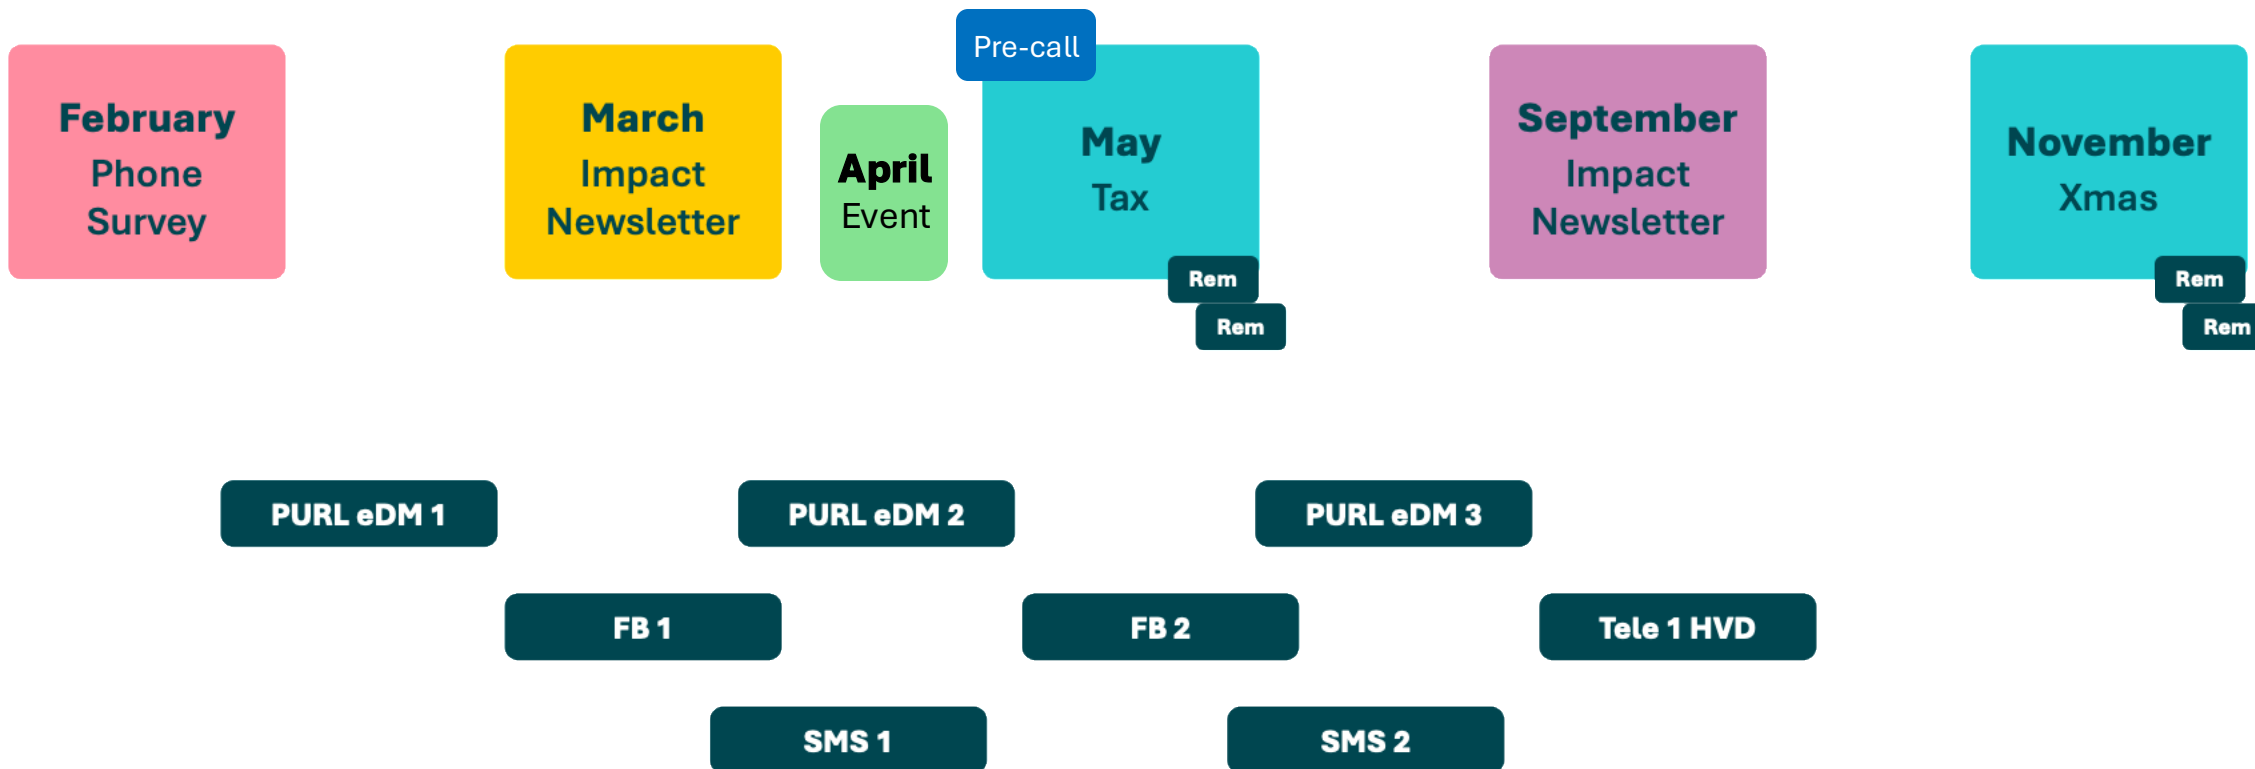 Pre-call
February
Phone
Survey
March
Impact
Newsletter
April
Event
May
Tax
Rem
Rem
September
Impact
Newsletter
November
Xmas
Rem
Rem
PURL eDM 1
PURL eDM 2
PURL eDM 3
FB 1
FB 2
Tele 1 HVD
SMS 1
SMS 2